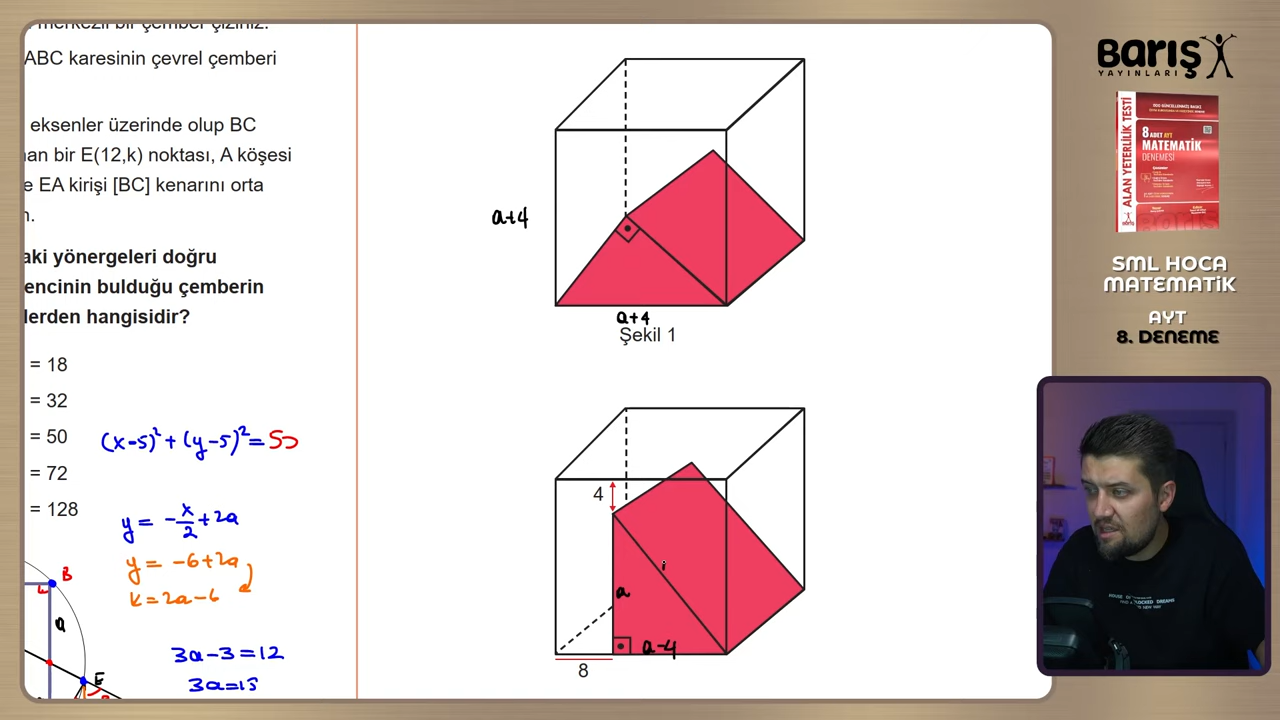 merkezli bir çember çiziniz.
ABC karesinin çevrel çemberi
eksenler üzerinde olup BC
nan bir E(12,k) noktası, A köşesi
e EA kirişi [BC] kenarını orta
n.
aki yönergeleri doğru
encinin bulduğu çemberin
lerden hangisidir?
= 18
= 32
= 50
= 72
= 128
(x-5)²+(y-5)²=50
y = -x/2+2a
y = -6+2a
k=2a-6
3a-3=12
3a=15
B
a
E
a+4
a+4
Şekil 1
4
a
a-4
8
Barış
YAYINLARI
ALAN YETERLİLİK TESTİ
8 ADET AYT
MATEMATİK
DENEMESİ
SML HOCA
MATEMATİK
AYT
8. DENEME